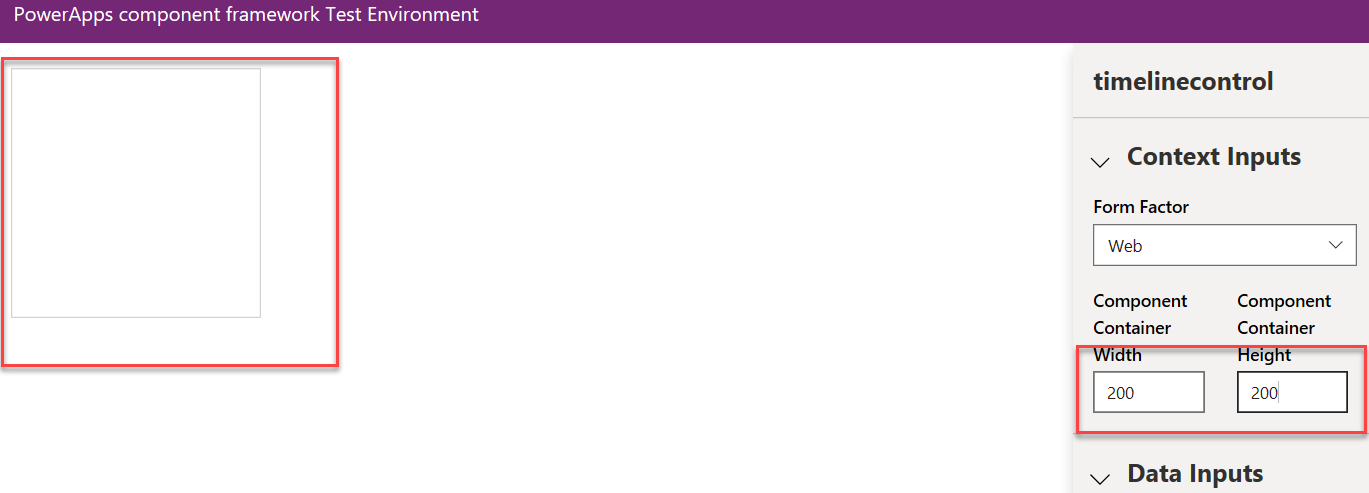 PowerApps component framework Test Environment
timelinecontrol
Context Inputs
Form Factor
Web
Component Container Width
Component Container Height
200
200
Data Inputs